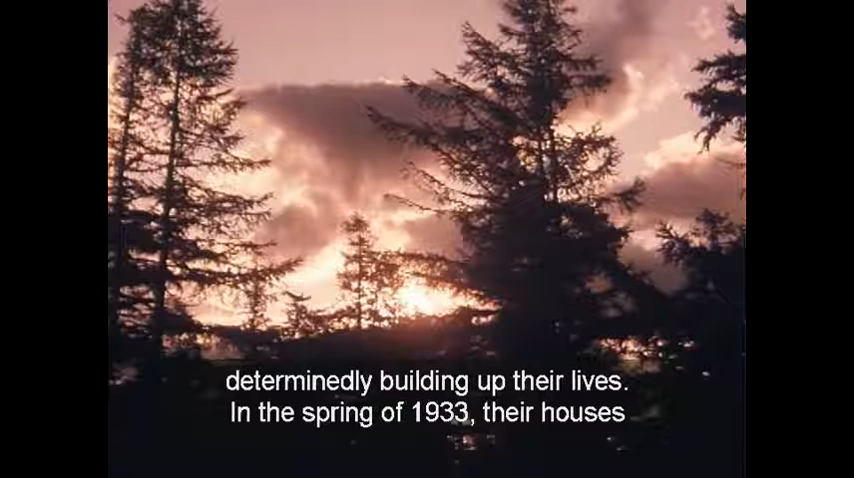 determinedly building up their lives.
In the spring of 1933, their houses